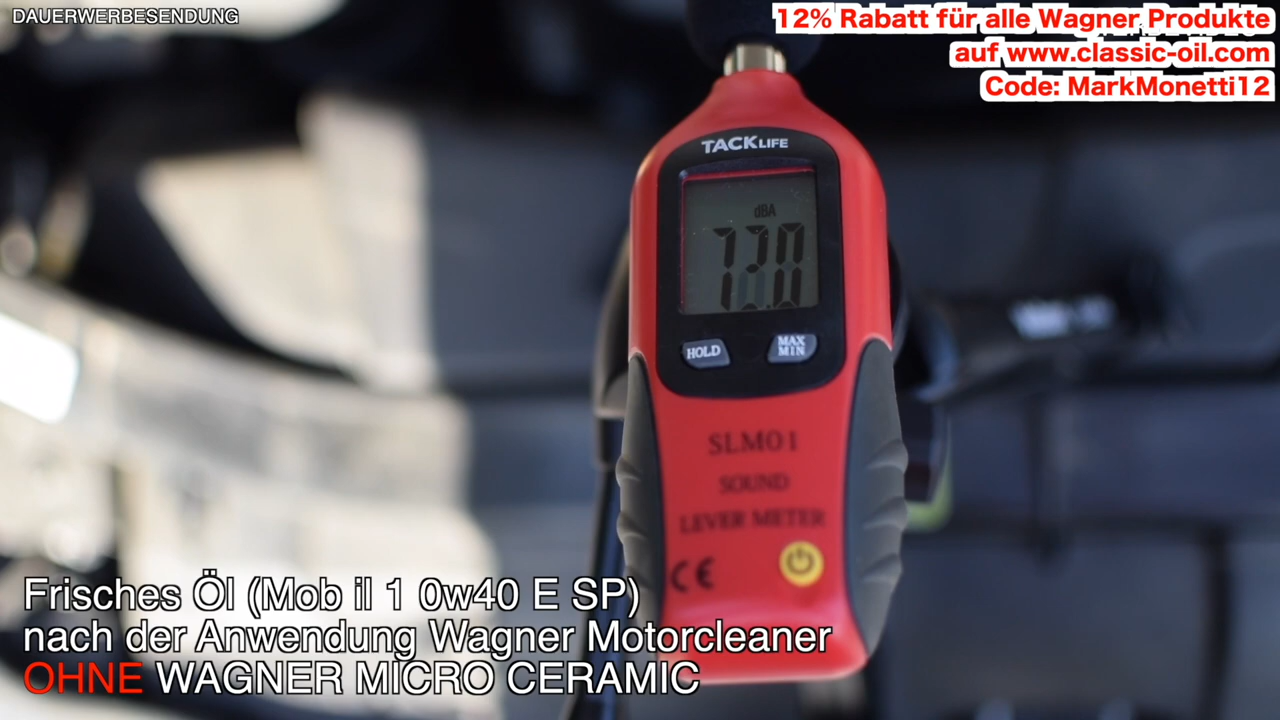 DAUERWERBESENDUNG
12% Rabatt für alle Wagner Produkte
auf www.classic-oil.com
Code: MarkMonetti12
TACKLIFE
dBA
72.0
HOLD
MAX
MIN
SLM01
SOUND
LEVER METER
CE
Frisches Öl (Mob il 1 0w40 E SP)
nach der Anwendung Wagner Motorcleaner
OHNE WAGNER MICRO CERAMIC